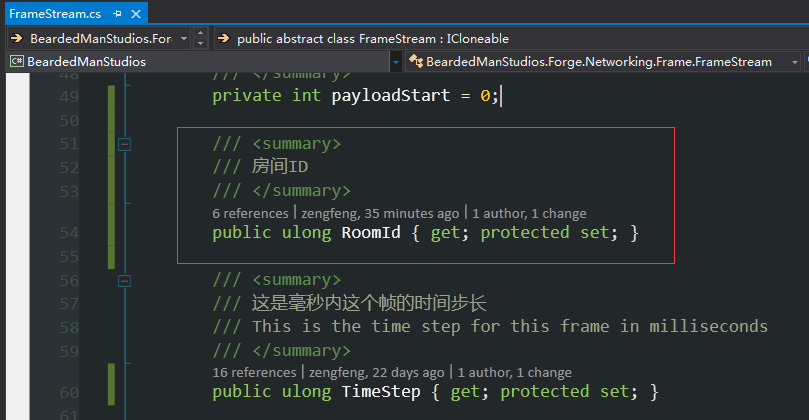 FrameStream.cs
BeardedManStudios.For
public abstract class FrameStream : ICloneable
C# BeardedManStudios
BeardedManStudios.Forge.Networking.Frame.FrameStream
48 /// </summary>
49 private int payloadStart = 0;
50
51 /// <summary>
52 /// 房间ID
53 /// </summary>
6 references | zengfeng, 35 minutes ago | 1 author, 1 change
54 public ulong RoomId { get; protected set; }
55
56 /// <summary>
57 /// 这是毫秒内这个帧的时间步长
58 /// This is the time step for this frame in milliseconds
59 /// </summary>
16 references | zengfeng, 22 days ago | 1 author, 1 change
60 public ulong TimeStep { get; protected set; }
61